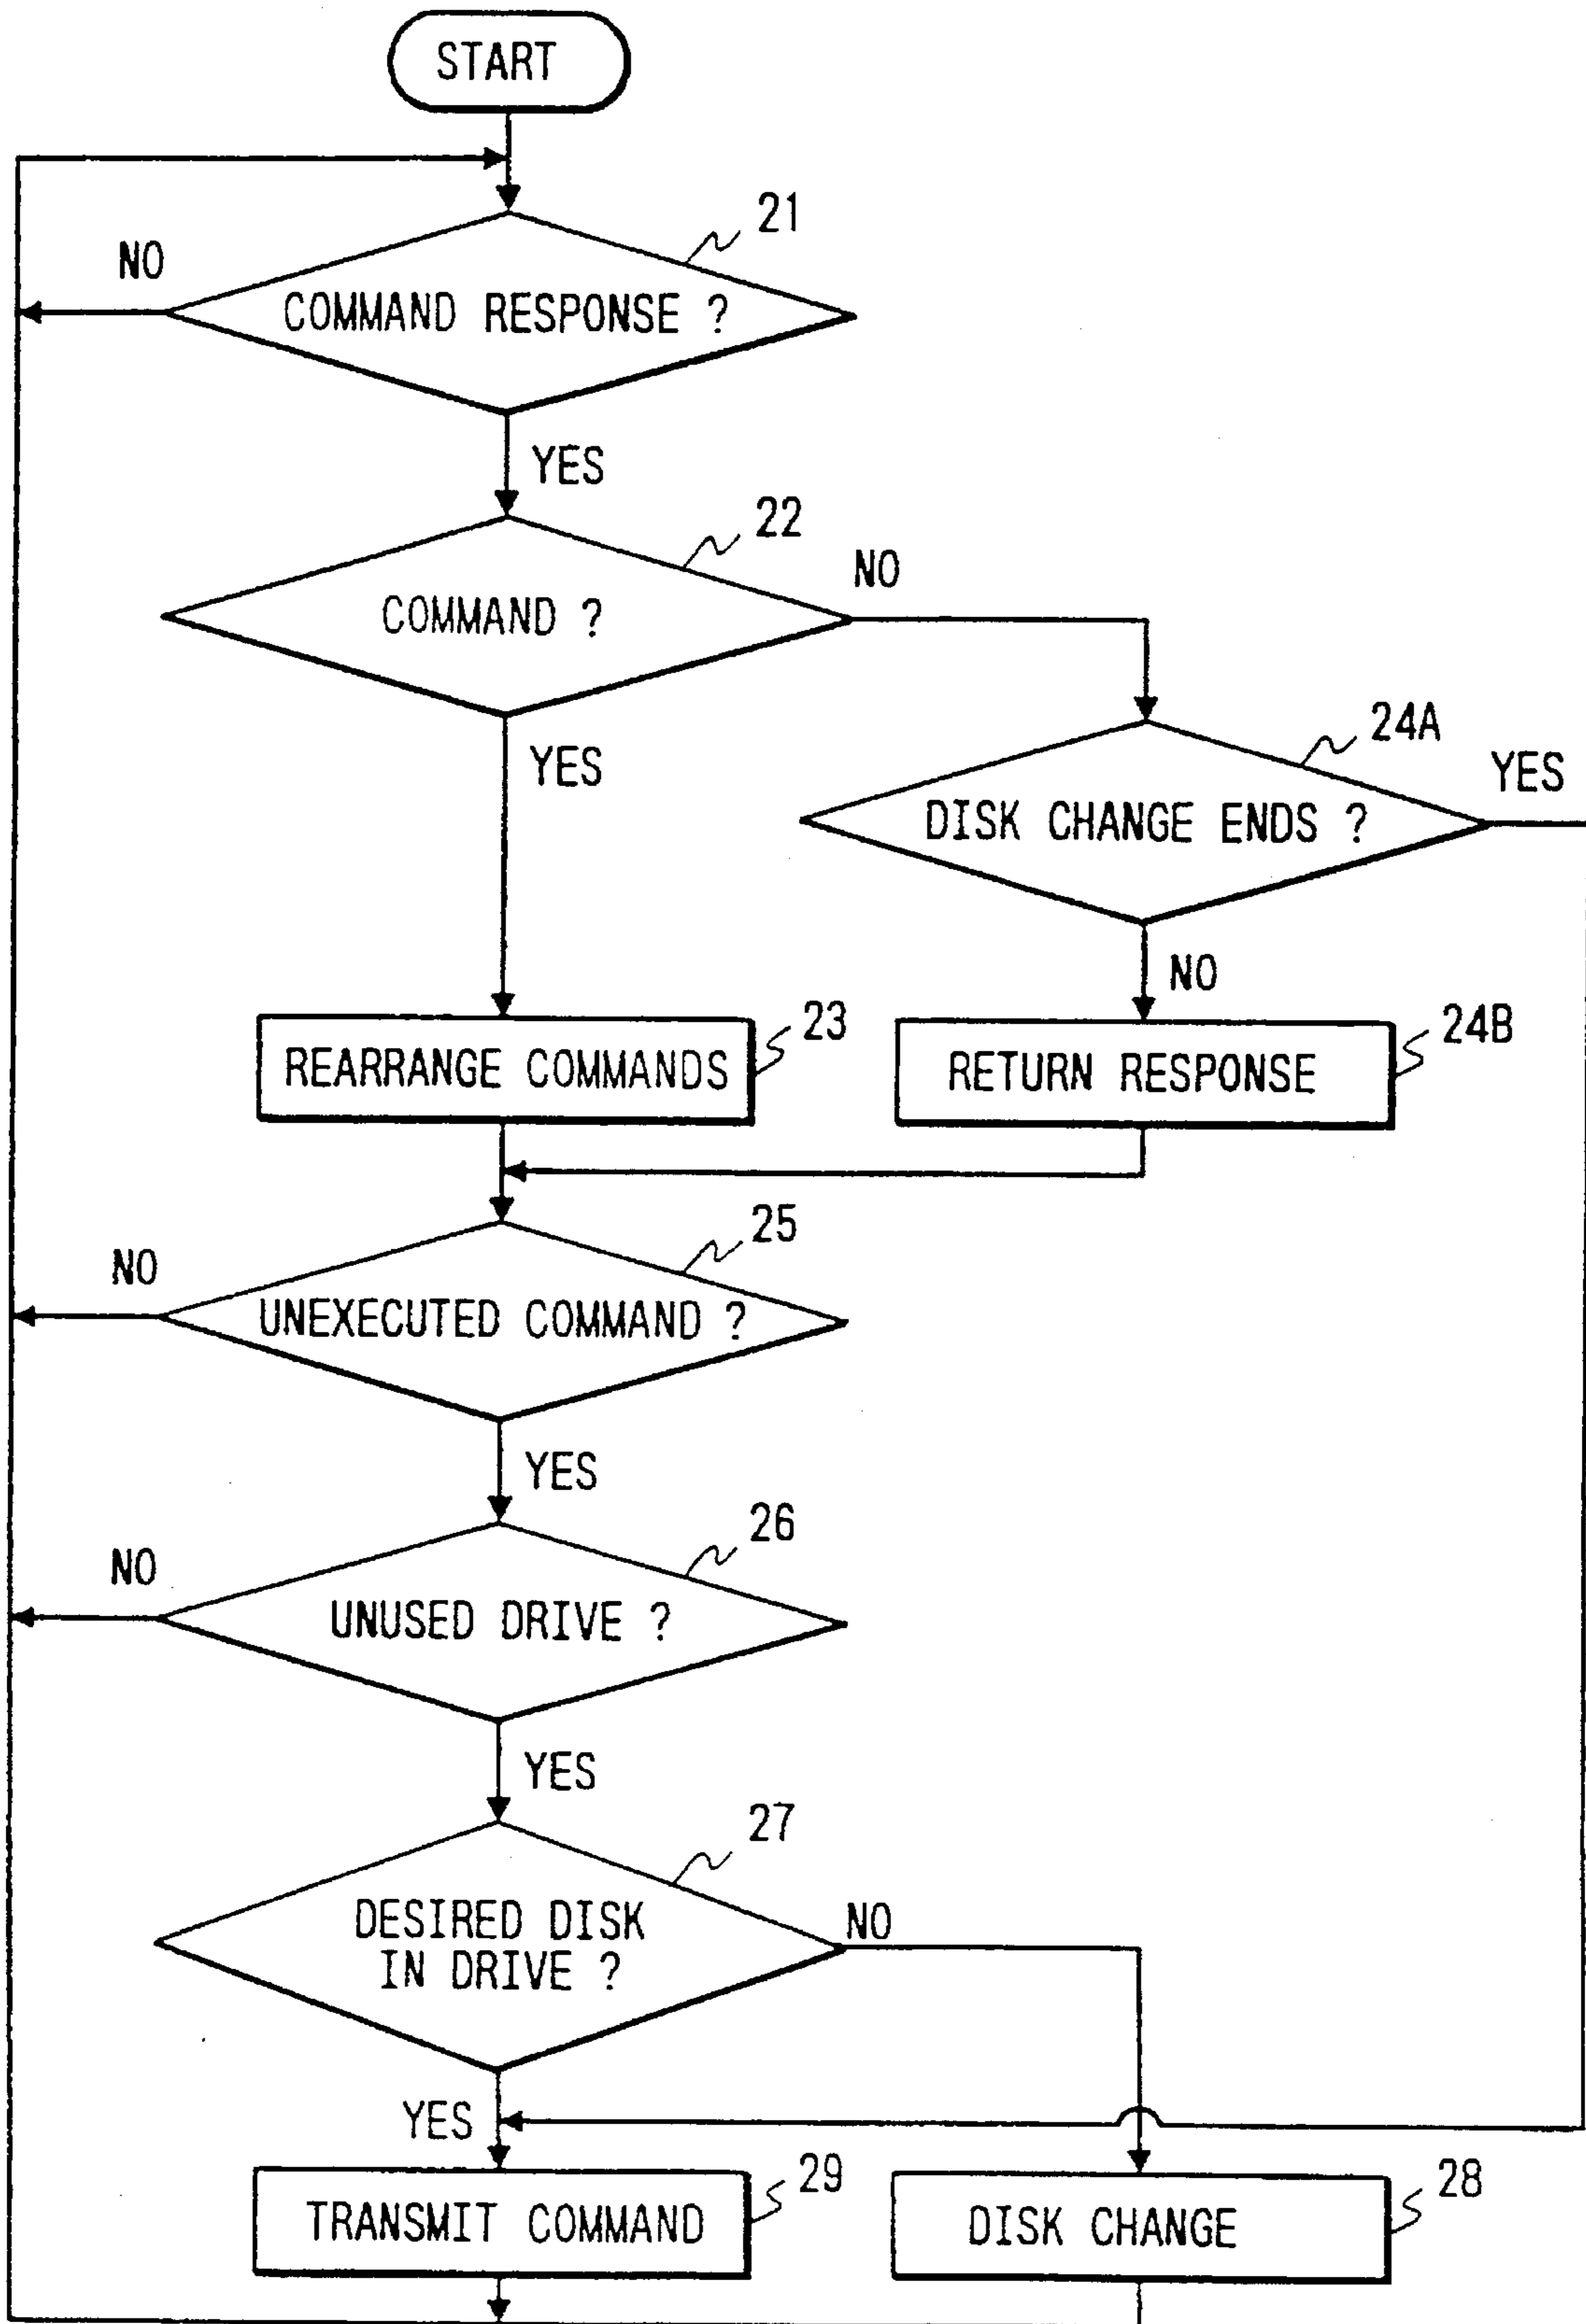 START
21
NO
COMMAND RESPONSE ?
YES
22
NO
COMMAND ?
YES
24A
YES
DISK CHANGE ENDS ?
NO
23
REARRANGE COMMANDS
24B
RETURN RESPONSE
25
NO
UNEXECUTED COMMAND ?
YES
26
NO
UNUSED DRIVE ?
YES
27
DESIRED DISK
IN DRIVE ?
NO
YES
29
TRANSMIT COMMAND
28
DISK CHANGE